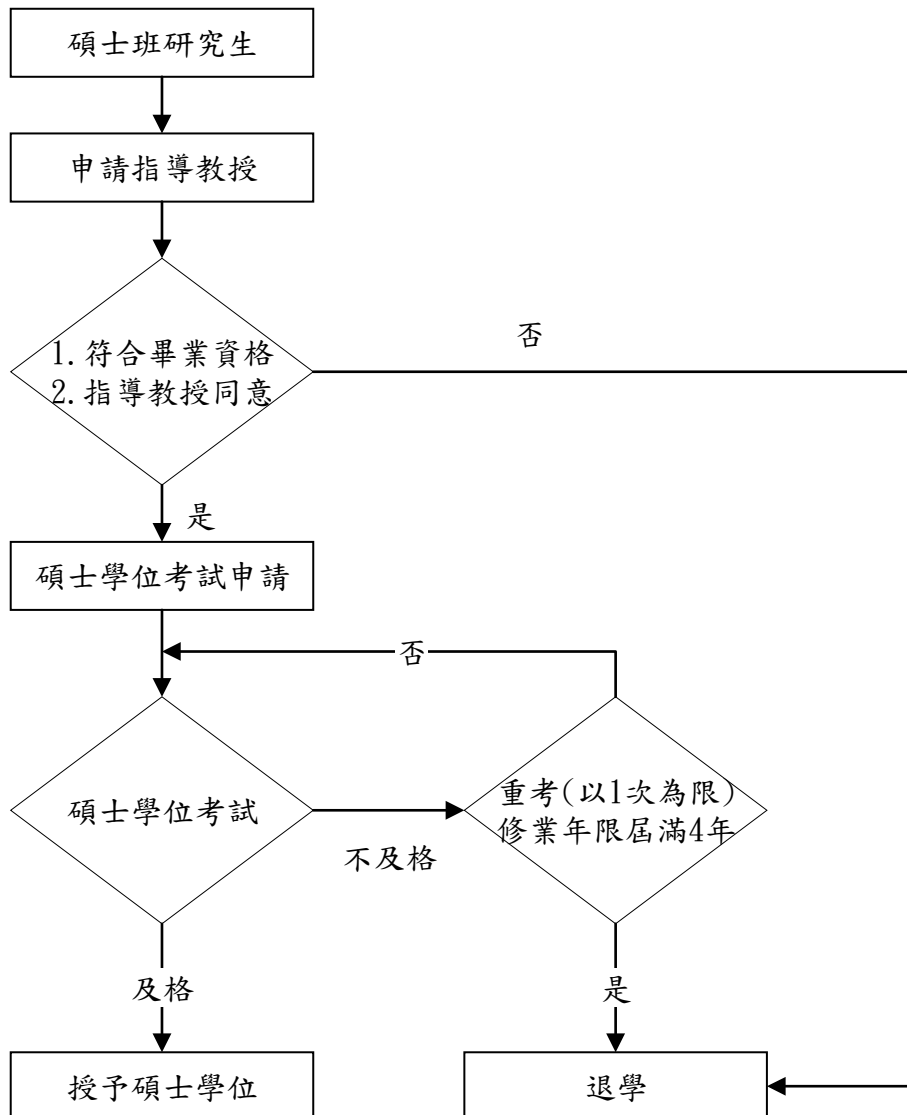 碩士班研究生
申請指導教授
否
1. 符合畢業資格
2. 指導教授同意
是
碩士學位考試申請
否
碩士學位考試
不及格
重考(以1次為限)
修業年限屆滿4年
及格
是
授予碩士學位
退學